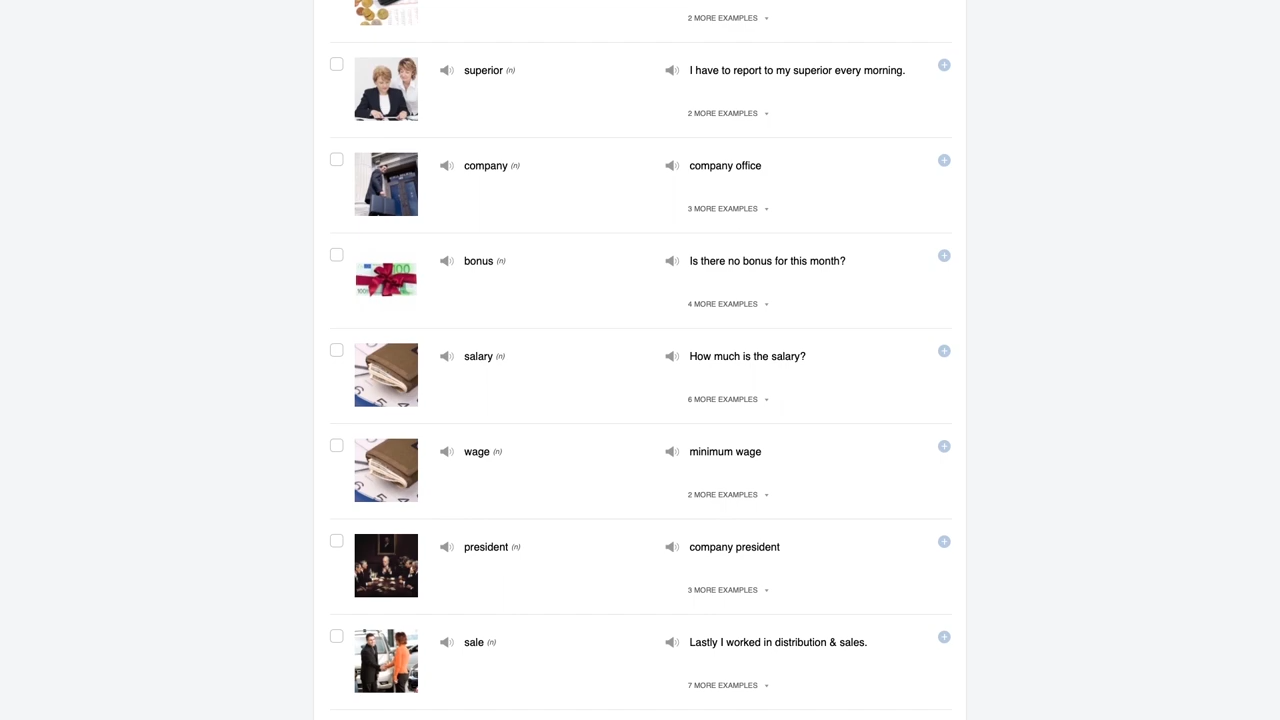 2 MORE EXAMPLES
superior (n) I have to report to my superior every morning.
2 MORE EXAMPLES
company (n) company office
3 MORE EXAMPLES
bonus (n) Is there no bonus for this month?
4 MORE EXAMPLES
salary (n) How much is the salary?
6 MORE EXAMPLES
wage (n) minimum wage
2 MORE EXAMPLES
president (n) company president
3 MORE EXAMPLES
sale (n) Lastly I worked in distribution & sales.
7 MORE EXAMPLES